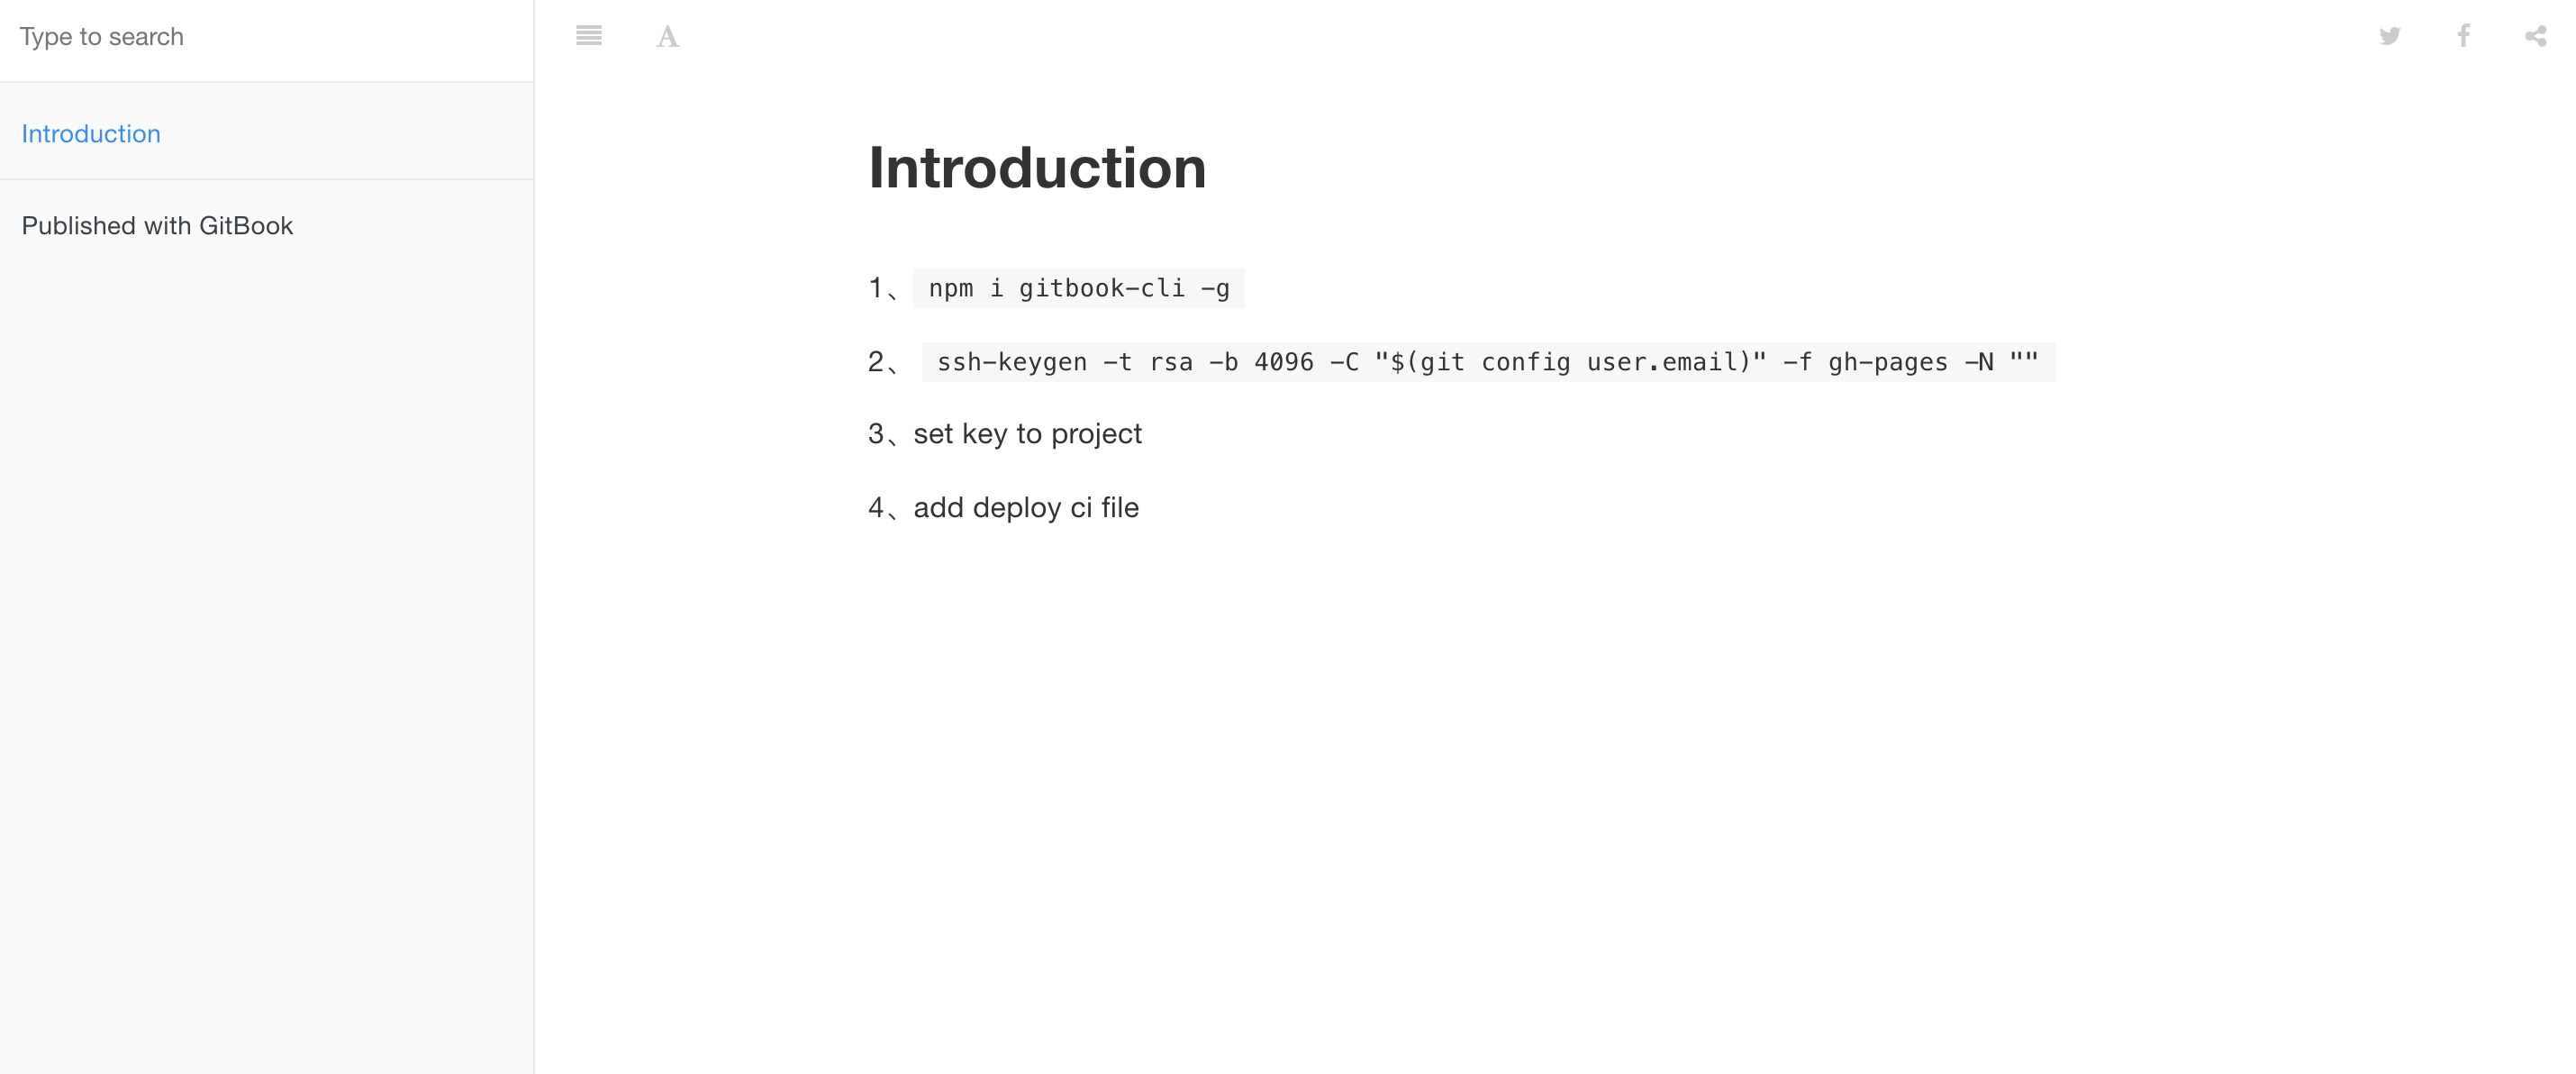 Type to search
Introduction
Published with GitBook
A
Introduction
1、 npm i gitbook-cli -g
2、 ssh-keygen -t rsa -b 4096 -C "$(git config user.email)" -f gh-pages -N ""
3、set key to project
4、add deploy ci file